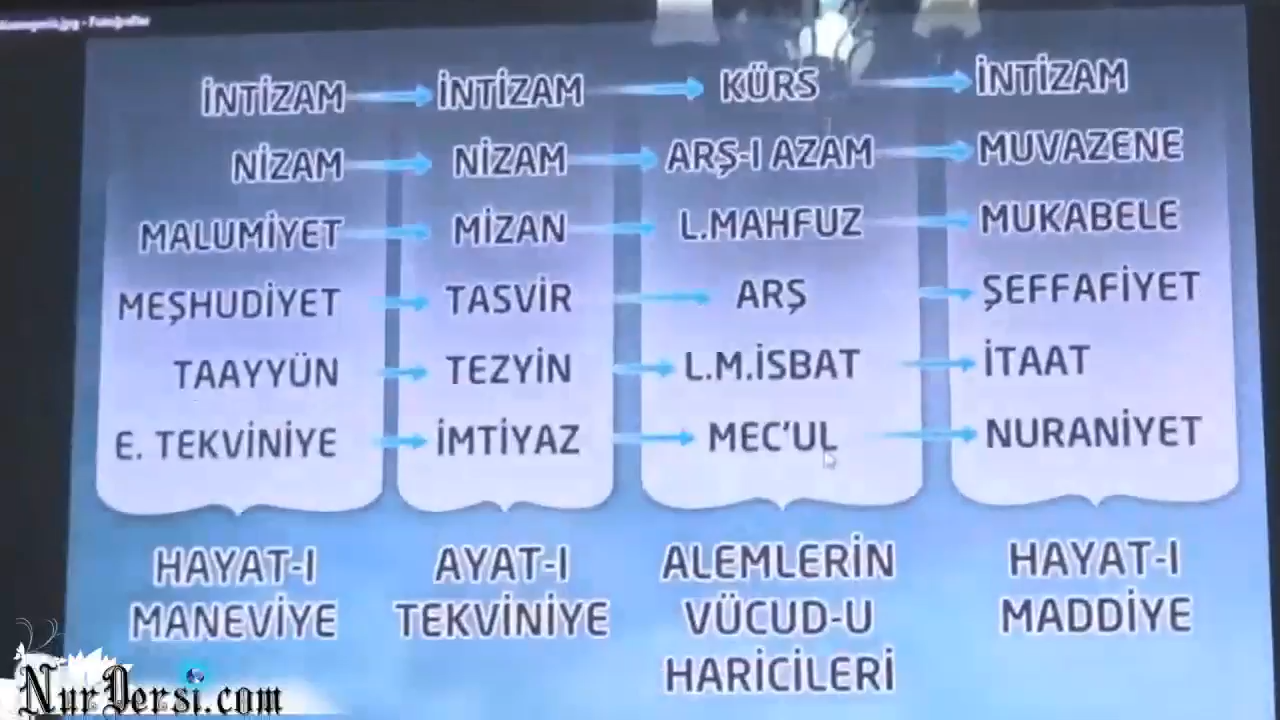 İNTİZAM İNTİZAM KÜRS İNTİZAM
NİZAM NİZAM ARŞ-I AZAM MUVAZENE
MALUMİYET MİZAN L.MAHFUZ MUKABELE
MEŞHUDİYET TASVİR ARŞ ŞEFFAFİYET
TAAYYÜN TEZYİN L.M.İSBAT İTAAT
E. TEKVİNİYE İMTİYAZ MEC'UL NURANİYET
HAYAT-I
MANEVİYE
AYAT-I
TEKVİNİYE
ALEMLERİN
VÜCUD-U
HARİCİLERİ
HAYAT-I
MADDİYE
NurDersi.com